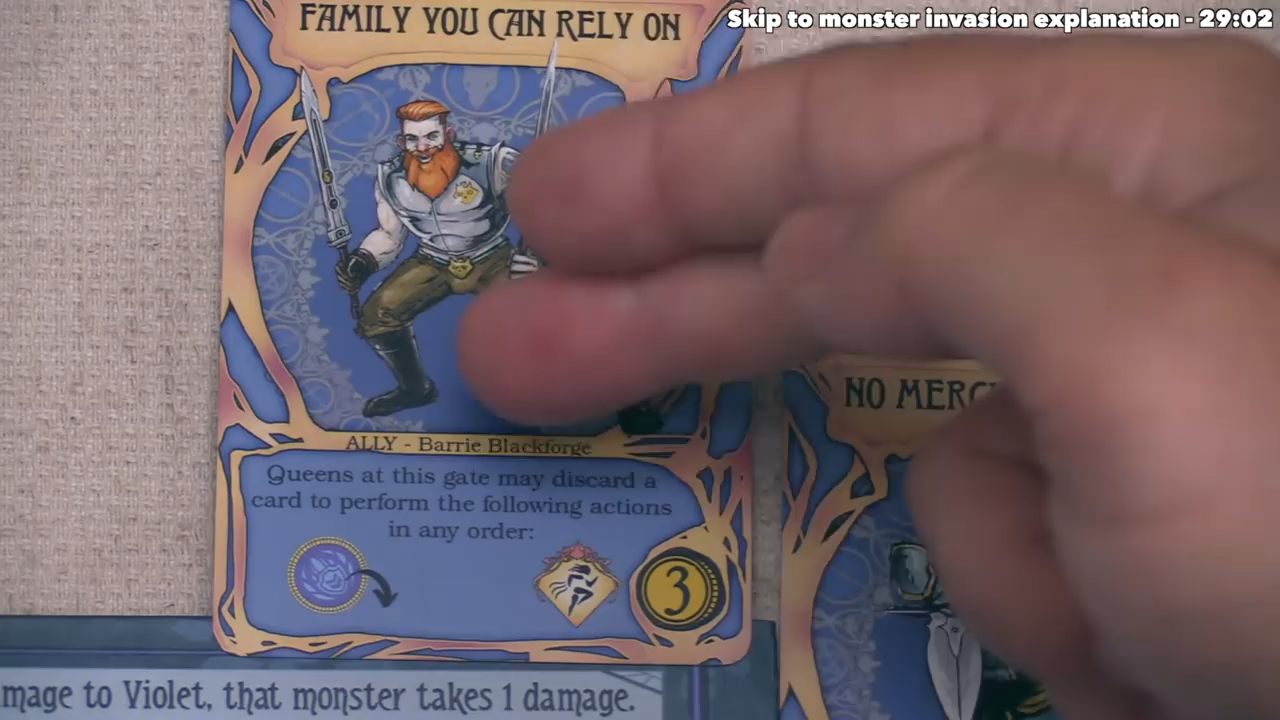 Skip to monster invasion explanation - 29:02
FAMILY YOU CAN RELY ON
NO
ALLY - Barrie Blackforge
Queens at this gate may discard a
card to perform the following actions
in any order:
3
to Violet, that monster takes 1 damage.